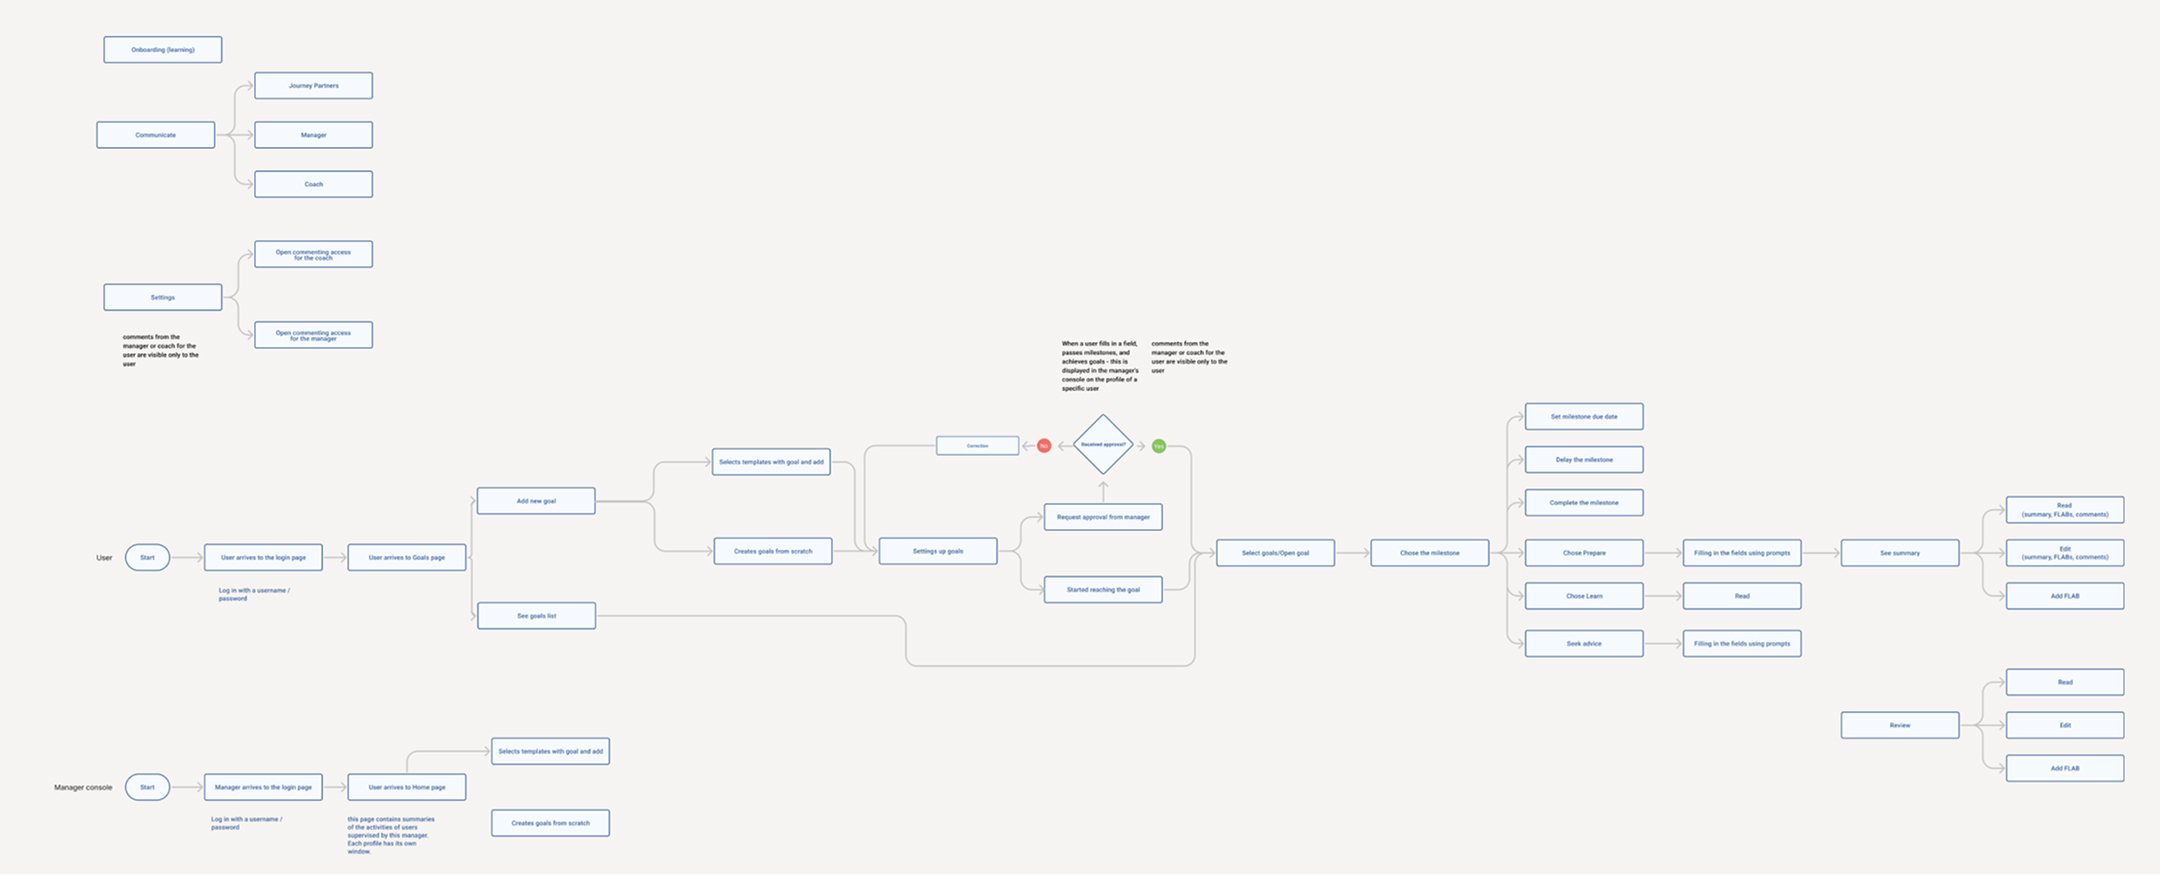 Onboarding (learning)
Journey Partners
Communicate
Manager
Coach
Open commenting access
for the coach
Settings
Open commenting access
for the manager
comments from the
manager or coach for the
user are visible only to the
user
When a user fills in a field,
passes milestones, and
achieves goals - this is
displayed in the manager's
console on the profile of a
specific user
comments from the
manager or coach for the
user are visible only to the
user
User
Start
User arrives to the login page
Log in with a username /
password
User arrives to Goals page
Add new goal
See goals list
Selects templates with goal and add
Creates goals from scratch
Settings up goals
Correction
No
Received approval?
Yes
Request approval from manager
Started reaching the goal
Select goals/Open goal
Chose the milestone
Set milestone due date
Delay the milestone
Complete the milestone
Chose Prepare
Filling in the fields using prompts
See summary
Read
(summary, FLABs, comments)
Edit
(summary, FLABs, comments)
Add FLAB
Chose Learn
Read
Seek advice
Filling in the fields using prompts
Review
Read
Edit
Add FLAB
Manager console
Start
Manager arrives to the login page
Log in with a username /
password
User arrives to Home page
this page contains summaries
of the activities of users
supervised by this manager.
Each profile has its own
window.
Selects templates with goal and add
Creates goals from scratch